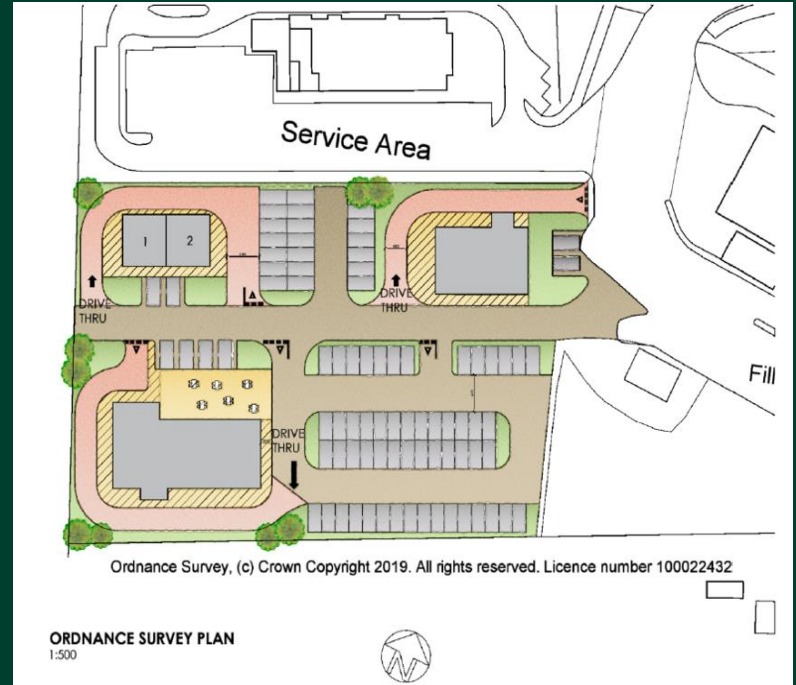 Service Area
1 2
DRIVE
THRU
DRIVE
THRU
Fill
DRIVE
THRU
Ordnance Survey, (c) Crown Copyright 2019. All rights reserved. Licence number 100022432
ORDNANCE SURVEY PLAN
1:500